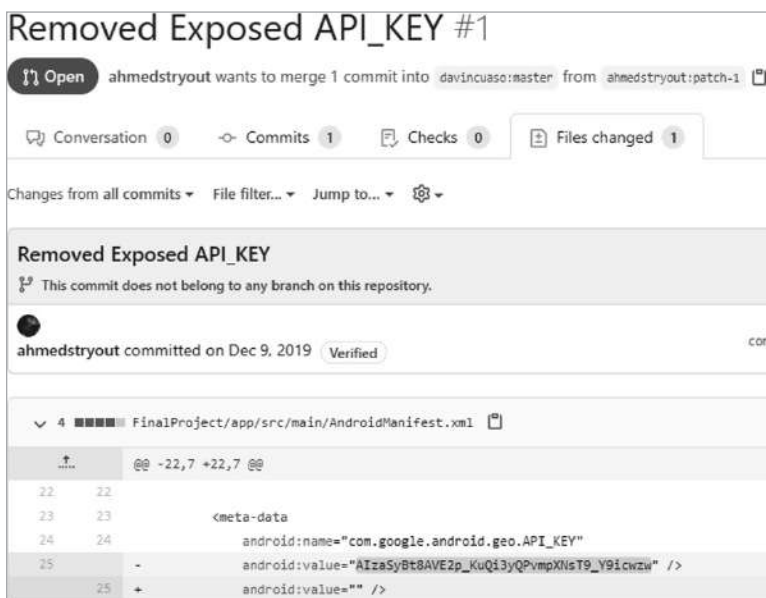 Removed Exposed API_KEY #1
Open ahmedstryout wants to merge 1 commit into davincuaso:master from ahmedstryout:patch-1
Conversation 0 Commits 1 Checks 0 Files changed 1
Changes from all commits File filter... Jump to...
Removed Exposed API_KEY
This commit does not belong to any branch on this repository.
ahmedstryout committed on Dec 9, 2019 Verified
4 FinalProject/app/src/main/AndroidManifest.xml
@@ -22,7 +22,7 @@
22 22
23 23 <meta-data
24 24 android:name="com.google.android.geo.API_KEY"
25 - android:value="AIzaSyBt8AVE2p_KuQi3yQPvmpXNsT9_Y9icwzw" />
25 + android:value="" />